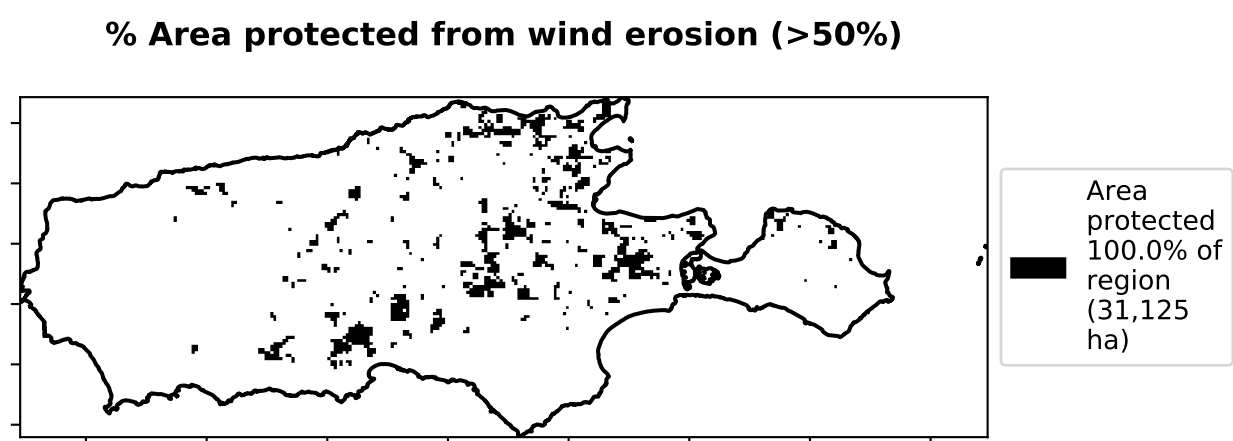 % Area protected from wind erosion (>50%)
Area
protected
100.0% of
region
(31,125
ha)